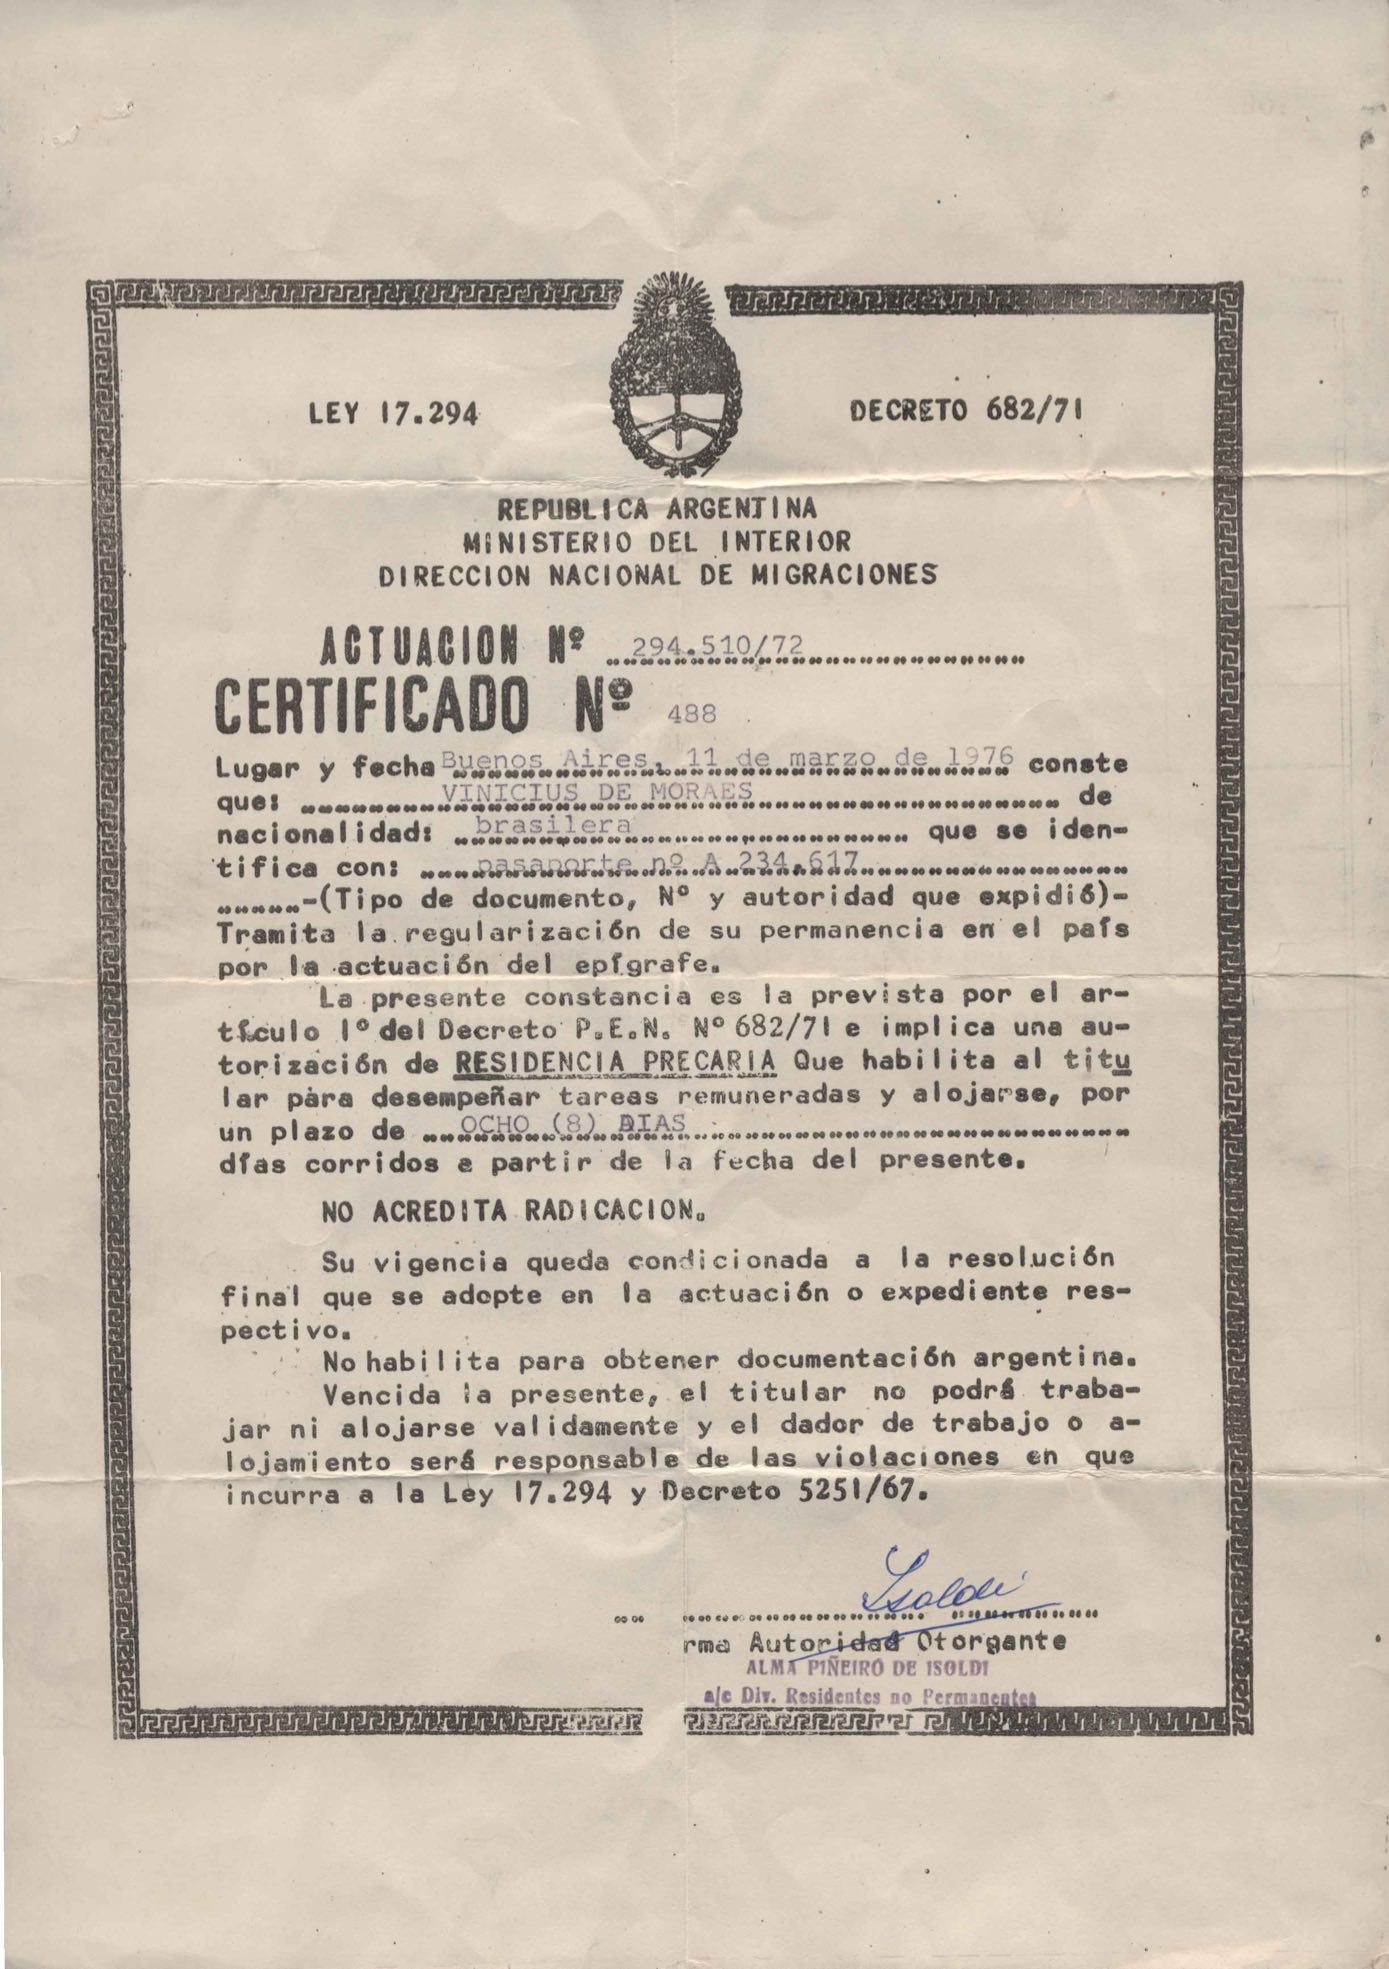 LEY 17.294
DECRETO 682/71
REPUBLICA ARGENTINA
MINISTERIO DEL INTERIOR
DIRECCION NACIONAL DE MIGRACIONES
ACTUACION Nº 294.510/72
CERTIFICADO Nº 488
Lugar y fecha Buenos Aires, 11 de marzo de 1976 conste
que: VINICIUS DE MORAES de
nacionalidad: brasilera que se iden-
tifica con: pasaporte nº A 234.617
-(Tipo de documento, Nº y autoridad que expidió)-
Tramita la regularización de su permanencia en el país
por la actuación del epígrafe.
La presente constancia es la prevista por el ar-
tículo 1º del Decreto P.E.N. Nº 682/71 e implica una au-
torización de RESIDENCIA PRECARIA Que habilita al titu
lar para desempeñar tareas remuneradas y alojarse, por
un plazo de OCHO (8) DIAS
días corridos a partir de la fecha del presente.
NO ACREDITA RADICACION.
Su vigencia queda condicionada a la resolución
final que se adopte en la actuación o expediente res-
pectivo.
No habilita para obtener documentación argentina.
Vencida la presente, el titular no podrá traba-
jar ni alojarse validamente y el dador de trabajo o a-
lojamiento será responsable de las violaciones en que
incurra a la Ley 17.294 y Decreto 5251/67.
Isoldi
rma Autoridad Otorgante
ALMA PIÑEIRO DE ISOLDI
a/c Div. Residentes no Permanentes